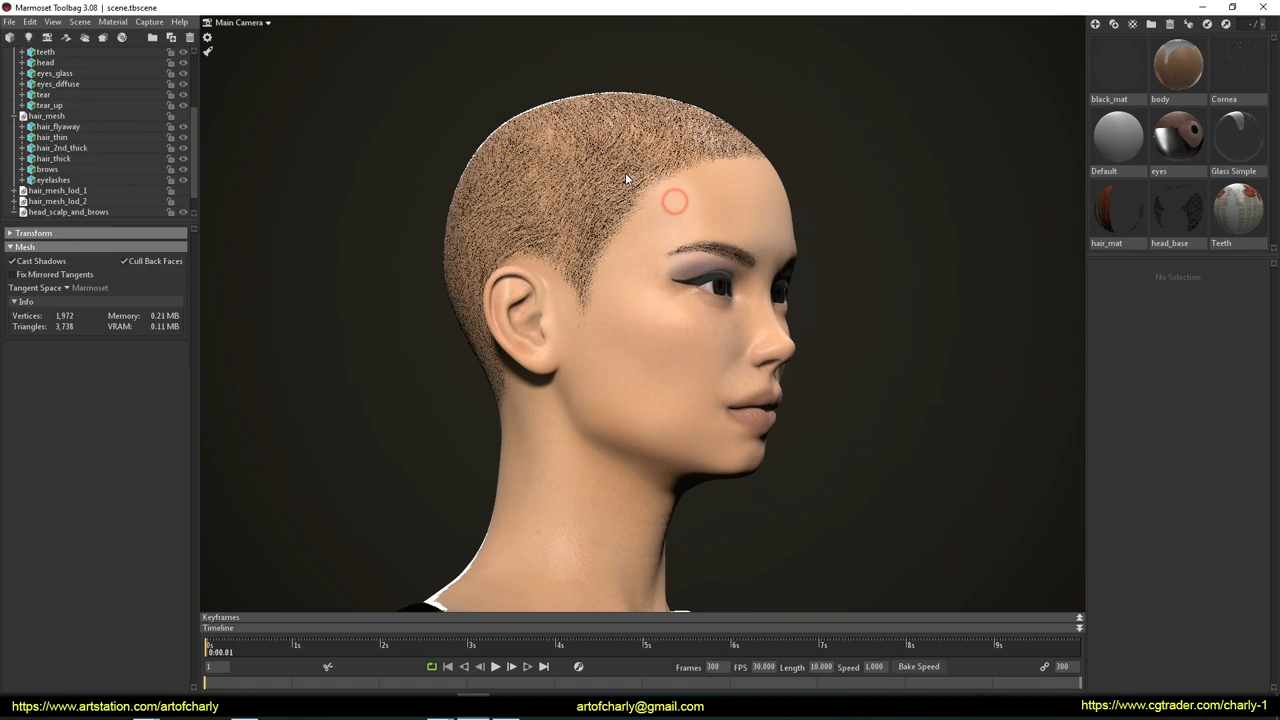 Marmoset Toolbag 3.08 | scene.tbscene
File Edit View Scene Material Capture Help
Main Camera
teeth
head
eyes_glass
eyes_diffuse
tear
tear_up
hair_mesh
hair_flyaway
hair_thin
hair_2nd_thick
hair_thick
brows
eyelashes
hair_mesh_lod_1
hair_mesh_lod_2
head_scalp_and_brows
Transform
Mesh
Cast Shadows Cull Back Faces
Fix Mirrored Tangents
Tangent Space Marmoset
Info
Vertices: 1,972 Memory: 0.21 MB
Triangles: 3,738 VRAM: 0.11 MB
black_mat body Cornea
Default eyes Glass Simple
hair_mat head_base Teeth
No Selection
Keyframes
Timeline
0s 1s 2s 3s 4s 5s 6s 7s 8s 9s
0:00.01
1 Frames 300 FPS 30.000 Length 10.000 Speed 1.000 Bake Speed 300
https://www.artstation.com/artofcharly artofcharly@gmail.com https://www.cgtrader.com/charly-1